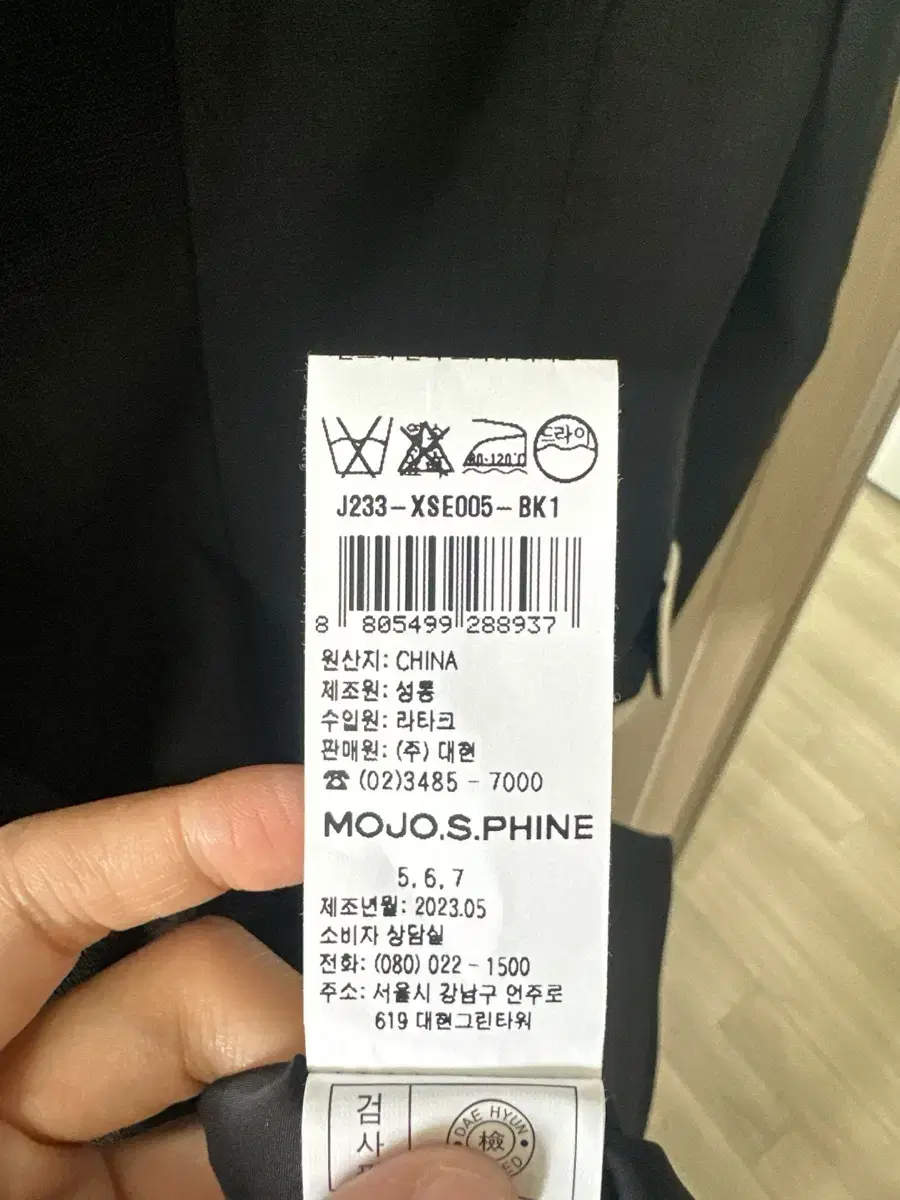 드라이
80~120℃
J233-XSE005-BK1
8 805499 288937
원산지: CHINA
제조원: 성통
수입원: 라타크
판매원: (주) 대현
☎ (02)3485 - 7000
MOJO.S.PHINE
5, 6, 7
제조년월: 2023.05
소비자 상담실
전화: (080) 022 - 1500
주소: 서울시 강남구 언주로
619 대현그린타워
검사
DAE HYUN
檢